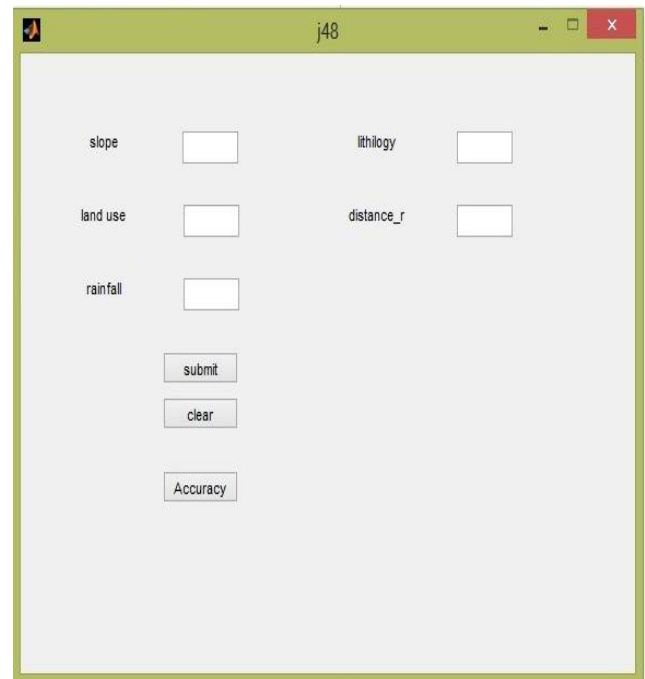 j48
slope lithilogy
land use distance_r
rainfall
submit
clear
Accuracy